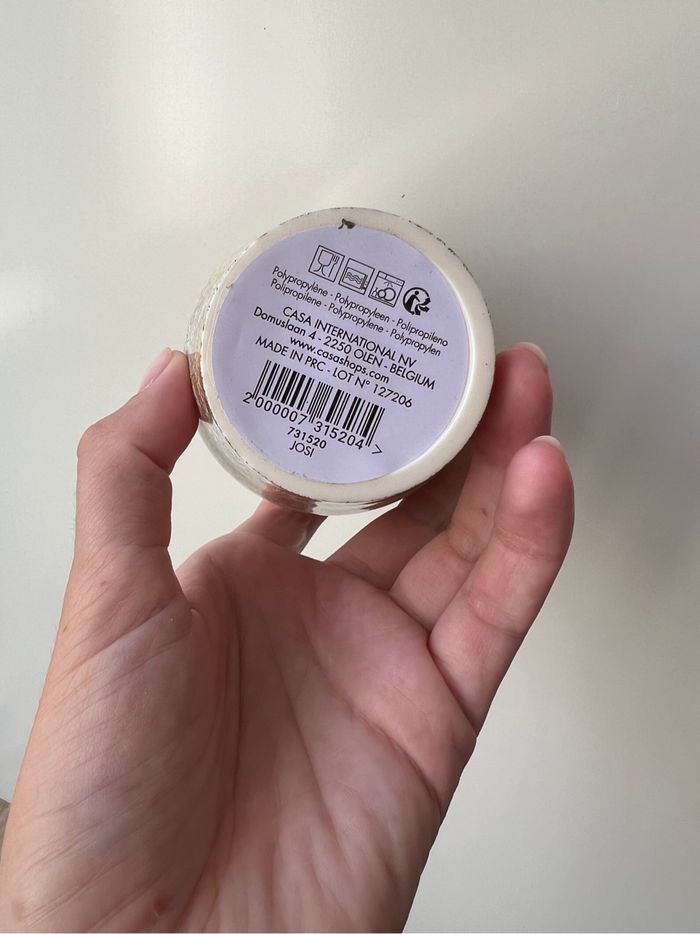 Polypropylène - Polypropyleen - Polipropileno
Polipropilene - Polypropylene - Polypropylen
CASA INTERNATIONAL NV
Domuslaan 4 - 2250 OLEN - BELGIUM
www.casashops.com
MADE IN PRC - LOT N° 127206
2 000007 315204 >
731520
JOSI